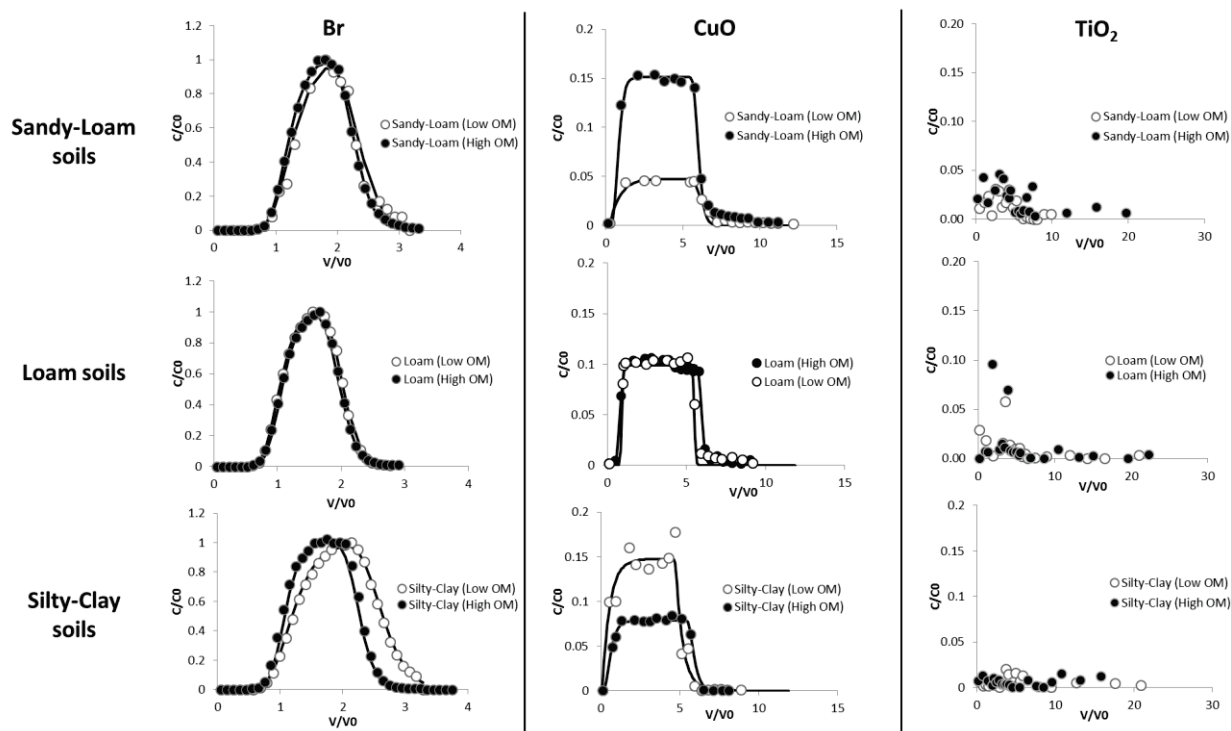 Br
CuO
TiO₂
Sandy-Loam
soils
C/C0
1.2
1
0.8
0.6
0.4
0.2
0
0
1
2
3
4
V/V0
Sandy-Loam (Low OM)
Sandy-Loam (High OM)
C/C0
0.2
0.15
0.1
0.05
0
0
5
10
15
V/V0
Sandy-Loam (Low OM)
Sandy-Loam (High OM)
C/C0
0.20
0.15
0.10
0.05
0.00
0
10
20
30
V/V0
Sandy-Loam (Low OM)
Sandy-Loam (High OM)
Loam soils
C/C0
1.2
1
0.8
0.6
0.4
0.2
0
0
1
2
3
4
V/V0
Loam (Low OM)
Loam (High OM)
C/C0
0.2
0.15
0.1
0.05
0
0
5
10
15
V/V0
Loam (High OM)
Loam (Low OM)
C/C0
0.20
0.15
0.10
0.05
0.00
0
10
20
30
V/V0
Loam (Low OM)
Loam (High OM)
Silty-Clay
soils
C/C0
1.2
1
0.8
0.6
0.4
0.2
0
0
1
2
3
4
V/V0
Silty-Clay (Low OM)
Silty-Clay (High OM)
C/C0
0.2
0.15
0.1
0.05
0
0
5
10
15
V/V0
Silty-Clay (Low OM)
Silty-Clay (High OM)
C/C0
0.2
0.15
0.1
0.05
0
0
10
20
30
V/V0
Silty-Clay (Low OM)
Silty-Clay (High OM)